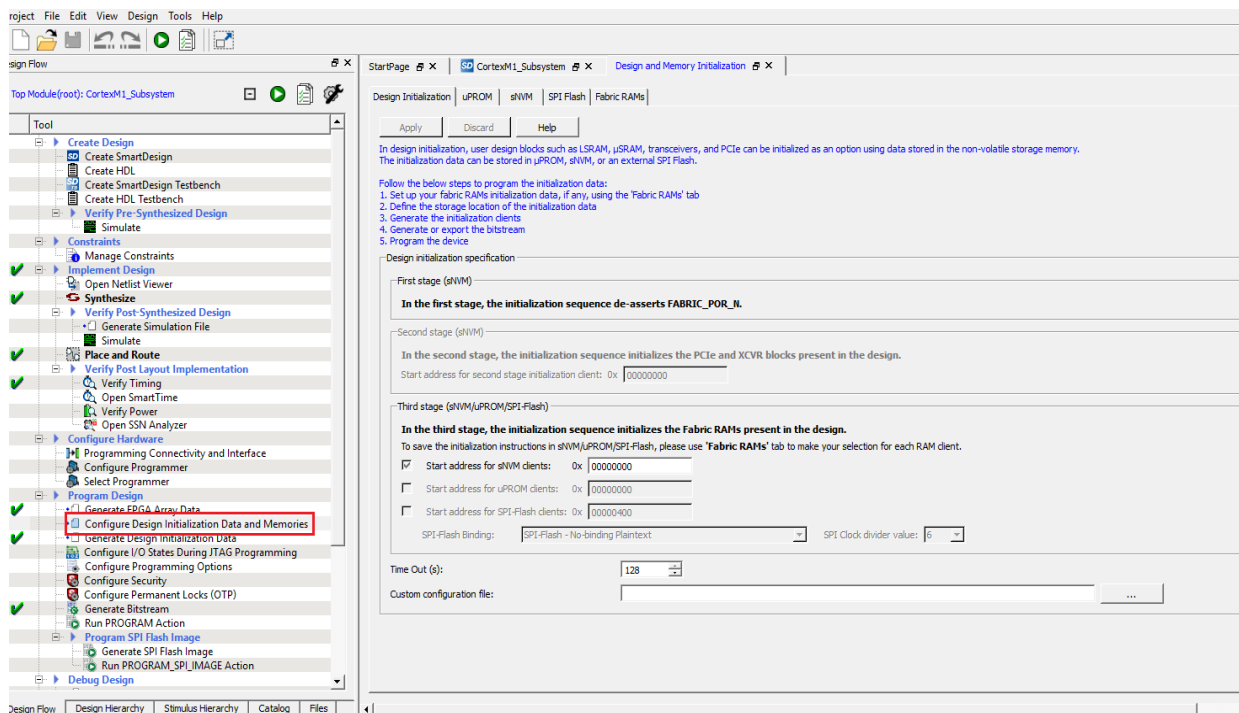 roject File Edit View Design Tools Help
esign Flow
Top Module(root): CortexM1_Subsystem
Tool
Create Design
SD Create SmartDesign
Create HDL
Create SmartDesign Testbench
Create HDL Testbench
Verify Pre-Synthesized Design
Simulate
Constraints
Manage Constraints
Implement Design
Open Netlist Viewer
Synthesize
Verify Post-Synthesized Design
Generate Simulation File
Simulate
Place and Route
Verify Post Layout Implementation
Verify Timing
Open SmartTime
Verify Power
Open SSN Analyzer
Configure Hardware
Programming Connectivity and Interface
Configure Programmer
Select Programmer
Program Design
Generate FPGA Array Data
Configure Design Initialization Data and Memories
Generate Design Initialization Data
Configure I/O States During JTAG Programming
Configure Programming Options
Configure Security
Configure Permanent Locks (OTP)
Generate Bitstream
Run PROGRAM Action
Program SPI Flash Image
Generate SPI Flash Image
Run PROGRAM_SPI_IMAGE Action
Debug Design
Design Flow Design Hierarchy Stimulus Hierarchy Catalog Files
StartPage SD CortexM1_Subsystem Design and Memory Initialization
Design Initialization uPROM sNVM SPI Flash Fabric RAMs
Apply Discard Help
In design initialization, user design blocks such as LSRAM, µSRAM, transceivers, and PCIe can be initialized as an option using data stored in the non-volatile storage memory.
The initialization data can be stored in µPROM, sNVM, or an external SPI Flash.
Follow the below steps to program the initialization data:
1. Set up your fabric RAMs initialization data, if any, using the 'Fabric RAMs' tab
2. Define the storage location of the initialization data
3. Generate the initialization clients
4. Generate or export the bitstream
5. Program the device
Design initialization specification
First stage (sNVM)
In the first stage, the initialization sequence de-asserts FABRIC_POR_N.
Second stage (sNVM)
In the second stage, the initialization sequence initializes the PCIe and XCVR blocks present in the design.
Start address for second stage initialization client: 0x 00000000
Third stage (sNVM/uPROM/SPI-Flash)
In the third stage, the initialization sequence initializes the Fabric RAMs present in the design.
To save the initialization instructions in sNVM/uPROM/SPI-Flash, please use 'Fabric RAMs' tab to make your selection for each RAM client.
Start address for sNVM clients: 0x 00000000
Start address for uPROM clients: 0x 00000000
Start address for SPI-Flash clients: 0x 00000400
SPI-Flash Binding: SPI-Flash - No-binding Plaintext SPI Clock divider value: 6
Time Out (s): 128
Custom configuration file: ...